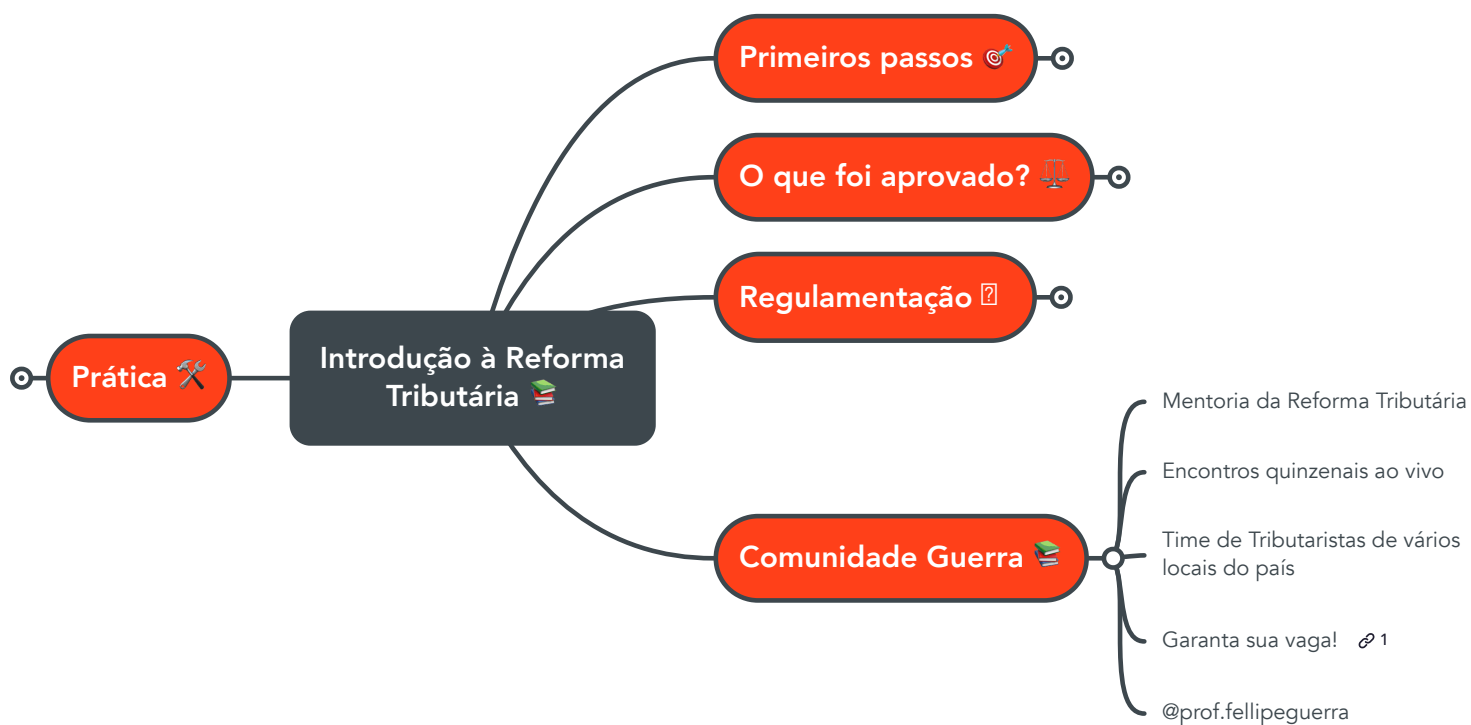 Primeiros passos 🎯
O que foi aprovado? ⚖️
Regulamentação
Prática 🛠️
Introdução à Reforma
Tributária 📚
Comunidade Guerra 📚
Mentoria da Reforma Tributária
Encontros quinzenais ao vivo
Time de Tributaristas de vários
locais do país
Garanta sua vaga! 🔗 1
@prof.fellipeguerra